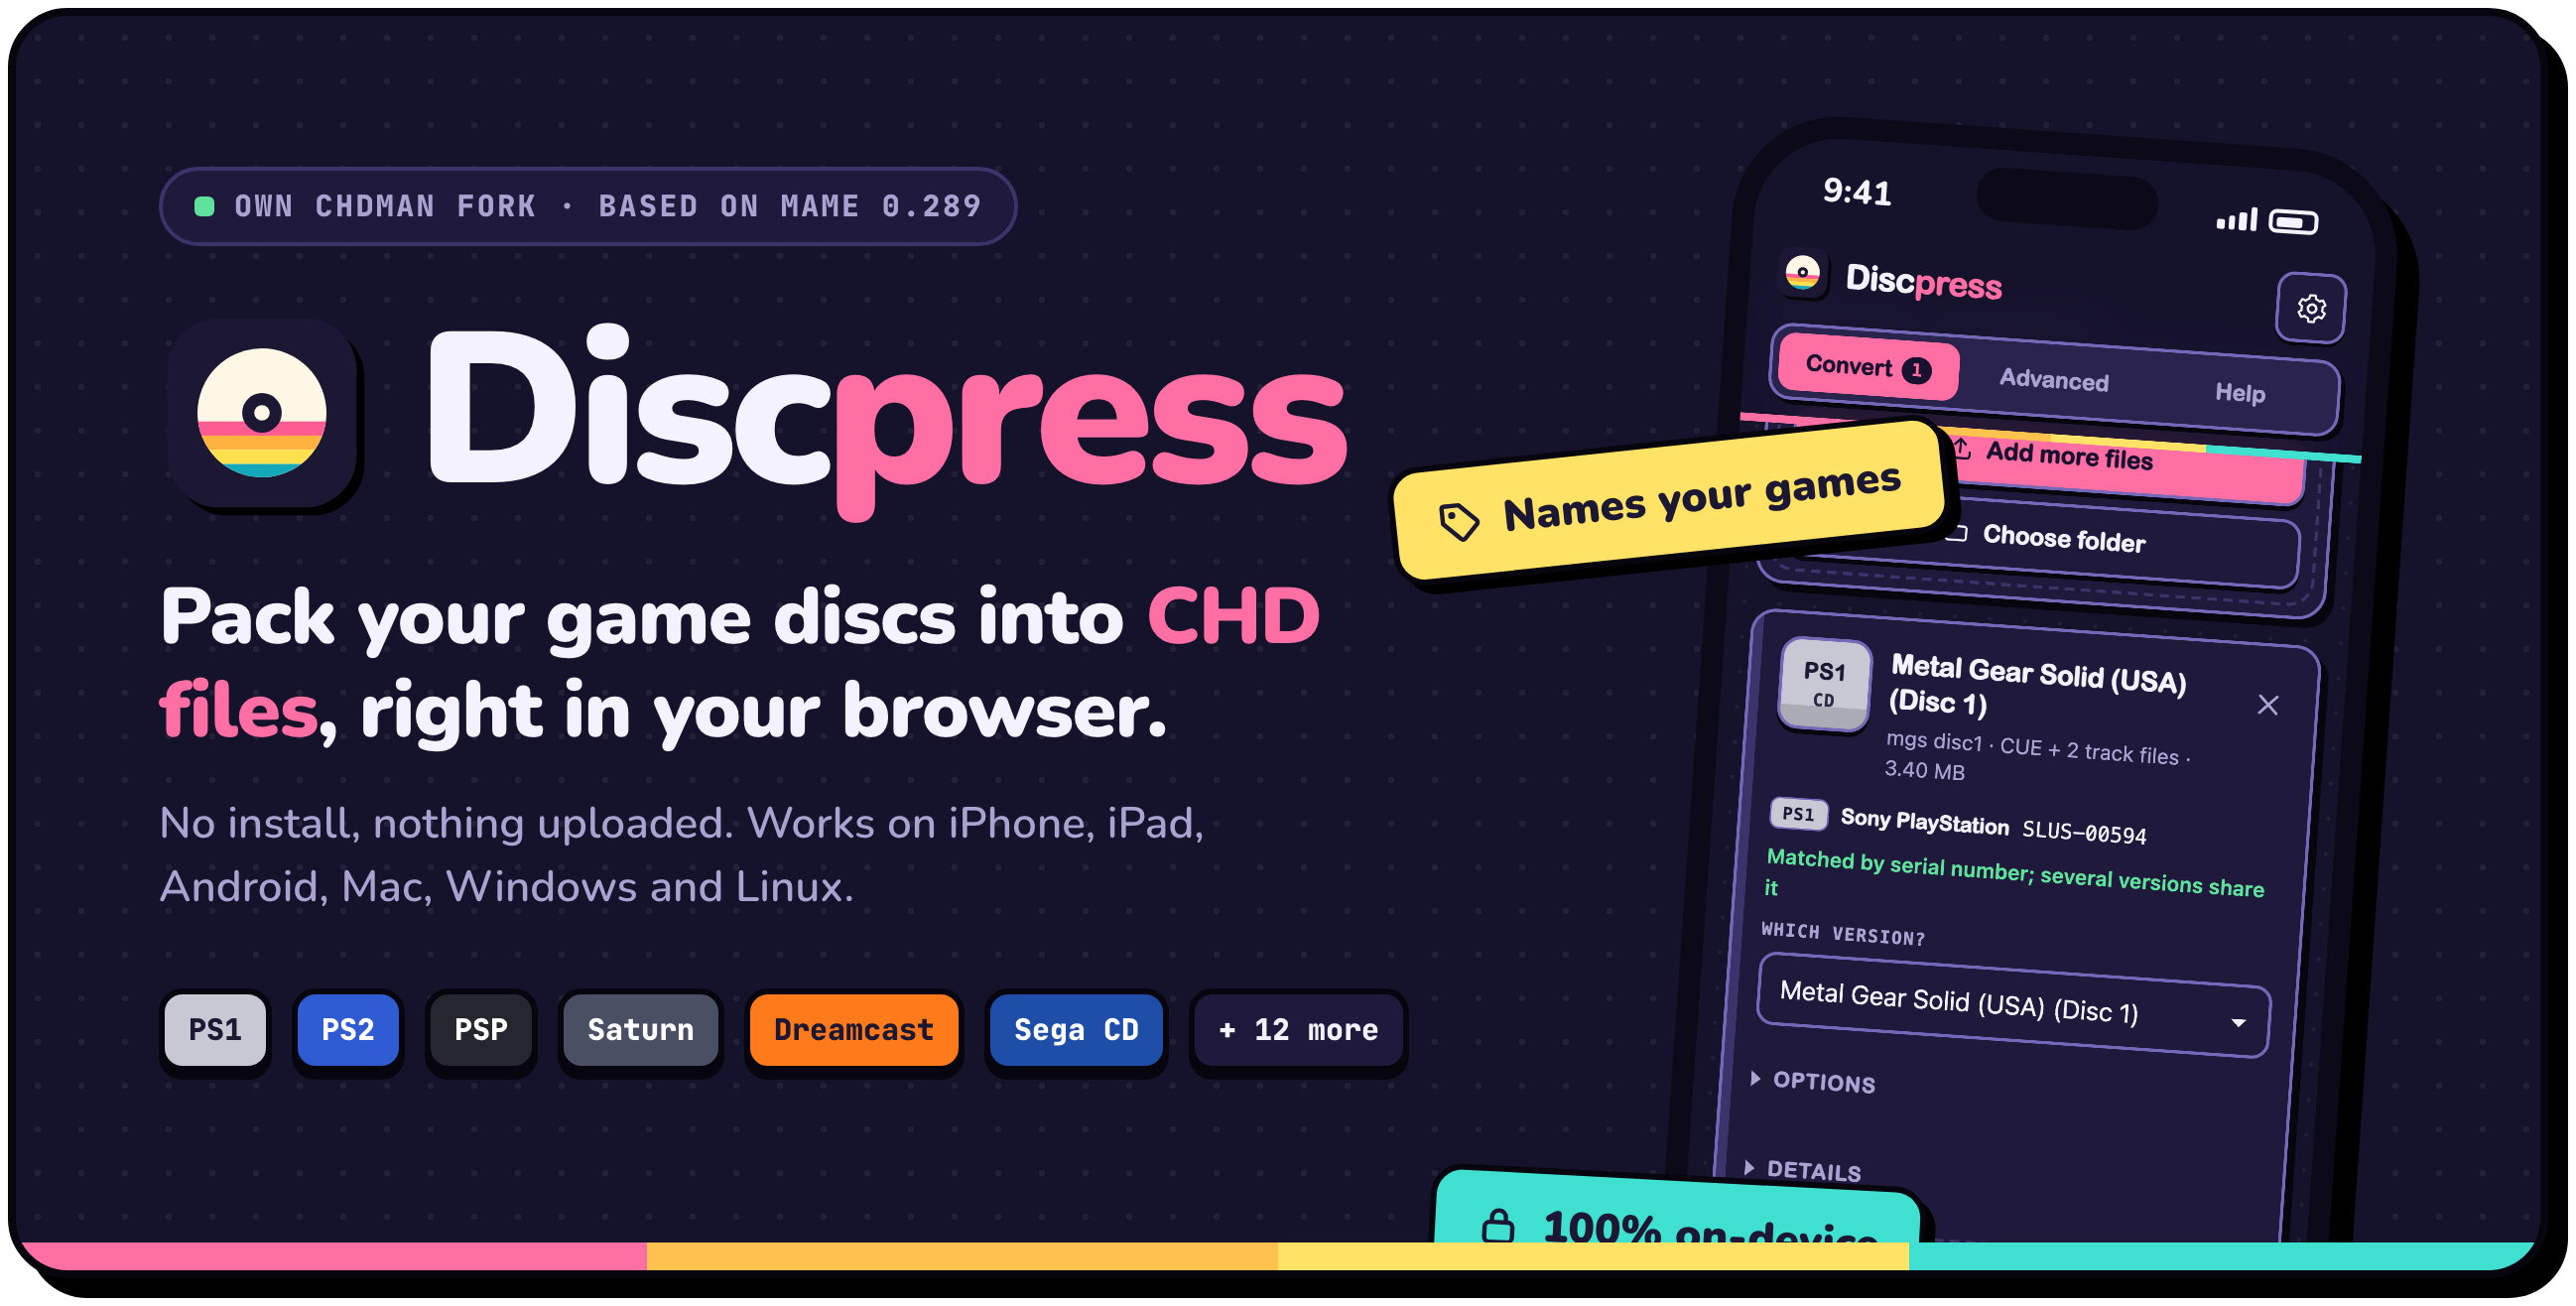 OWN CHDMAN FORK · BASED ON MAME 0.289
Discpress
Pack your game discs into CHD
files, right in your browser.
No install, nothing uploaded. Works on iPhone, iPad,
Android, Mac, Windows and Linux.
PS1 PS2 PSP Saturn Dreamcast Sega CD + 12 more
9:41
Discpress
Convert 1 Advanced Help
Add more files
Names your games
Choose folder
PS1
CD
Metal Gear Solid (USA)
(Disc 1)
mgs disc1 · CUE + 2 track files ·
3.40 MB
PS1 Sony PlayStation SLUS-00594
Matched by serial number; several versions share
it
WHICH VERSION?
Metal Gear Solid (USA) (Disc 1)
OPTIONS
DETAILS
100% on-device